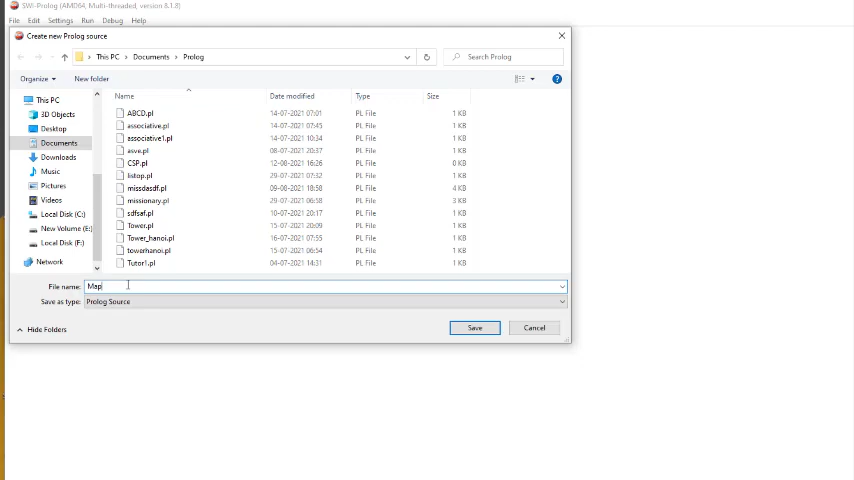 SWI-Prolog (AMD64, Multi-threaded, version 8.1.8)
File Edit Settings Run Debug Help
Create new Prolog source
This PC Documents Prolog
Search Prolog
Organize New folder
Name Date modified Type Size
This PC
3D Objects
Desktop
Documents
Downloads
Music
Pictures
Videos
Local Disk (C:)
New Volume (E:)
Local Disk (F:)
Network
ABCD.pl 14-07-2021 07:01 PL File 1 KB
associative.pl 14-07-2021 07:45 PL File 1 KB
associative1.pl 14-07-2021 10:34 PL File 1 KB
asve.pl 08-07-2021 20:37 PL File 1 KB
CSP.pl 12-08-2021 16:26 PL File 0 KB
listop.pl 29-07-2021 07:32 PL File 1 KB
missdasdf.pl 09-08-2021 18:58 PL File 4 KB
missionary.pl 29-07-2021 06:58 PL File 3 KB
sdfsaf.pl 10-07-2021 20:17 PL File 1 KB
Tower.pl 15-07-2021 20:09 PL File 1 KB
Tower_hanoi.pl 16-07-2021 07:55 PL File 1 KB
towerhanoi.pl 15-07-2021 06:54 PL File 1 KB
Tutor1.pl 04-07-2021 14:31 PL File 1 KB
File name: Map
Save as type: Prolog Source
Hide Folders Save Cancel